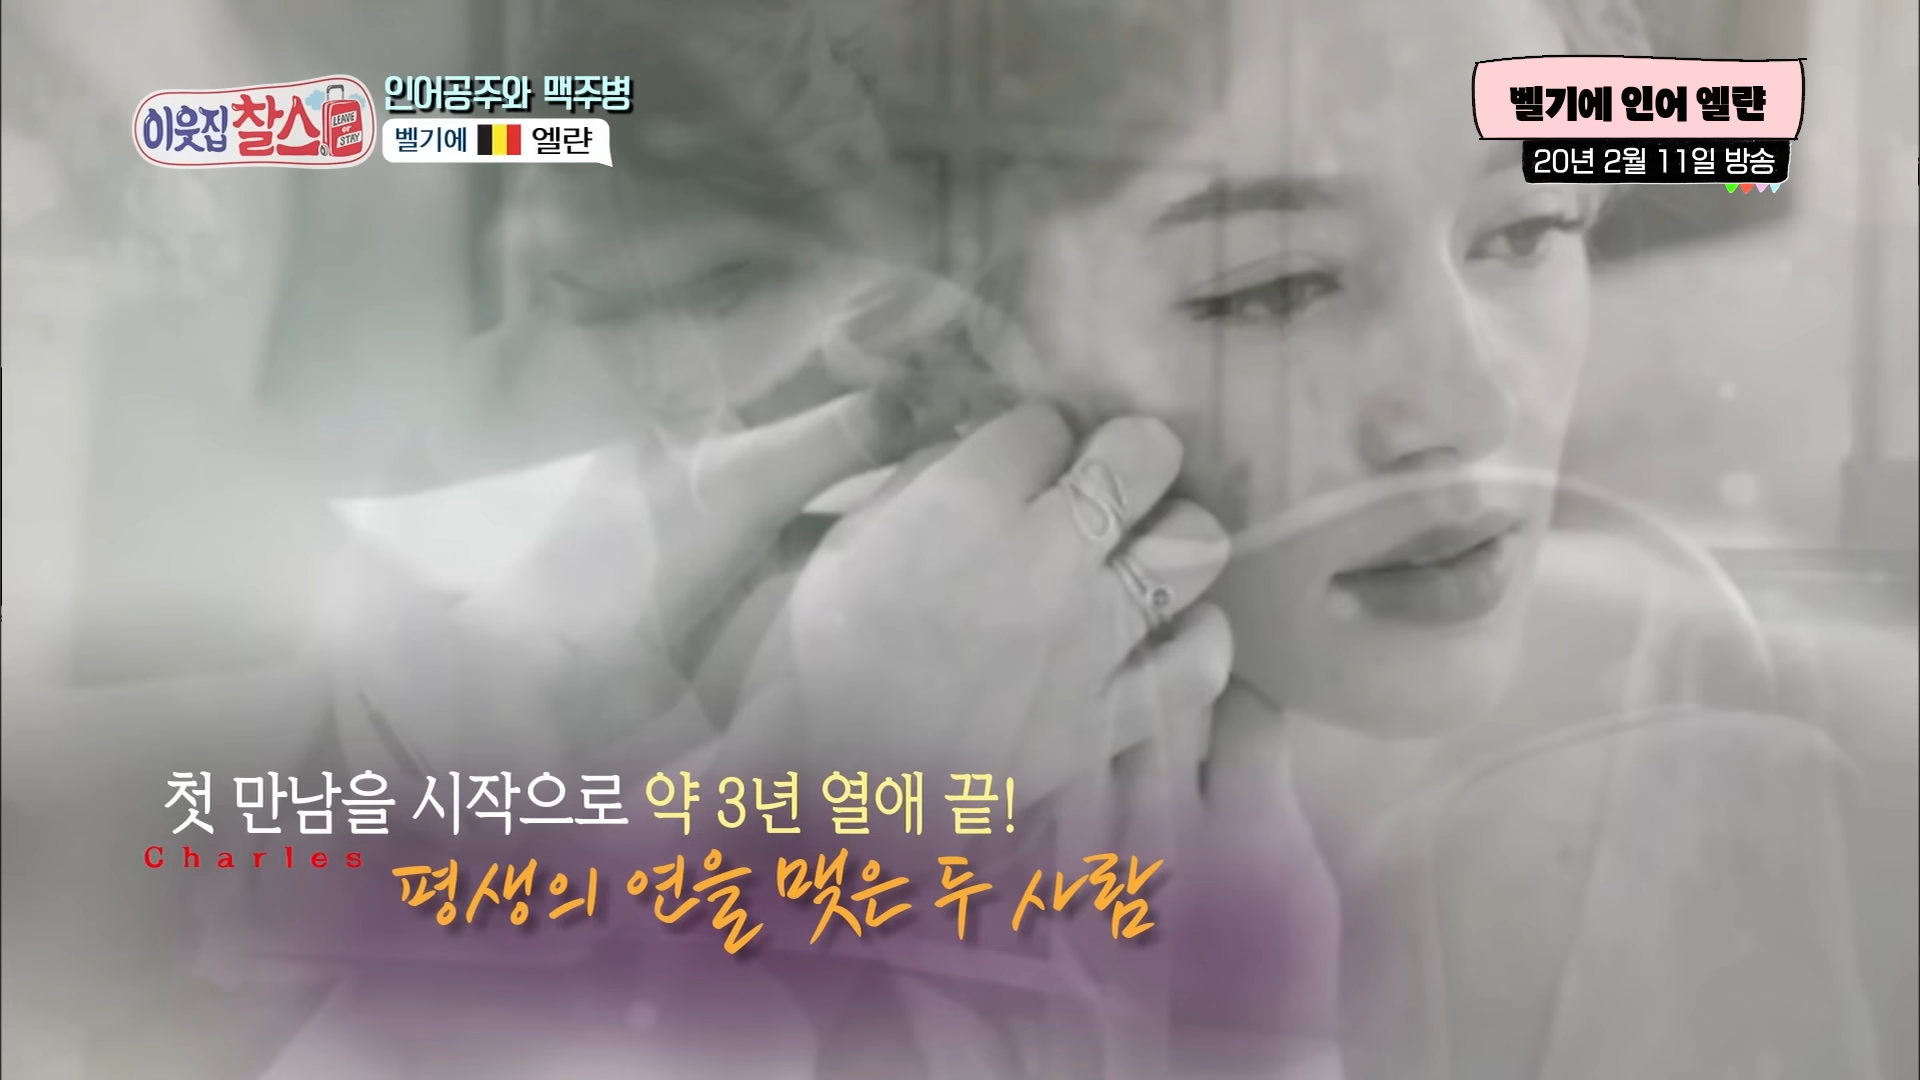 이웃집 찰스
LEAVE
or
STAY
인어공주와 맥주병
벨기에 엘랸
벨기에 인어 엘랸
20년 2월 11일 방송
첫 만남을 시작으로 약 3년 열애 끝!
Charles
평생의 연을 맺은 두 사람